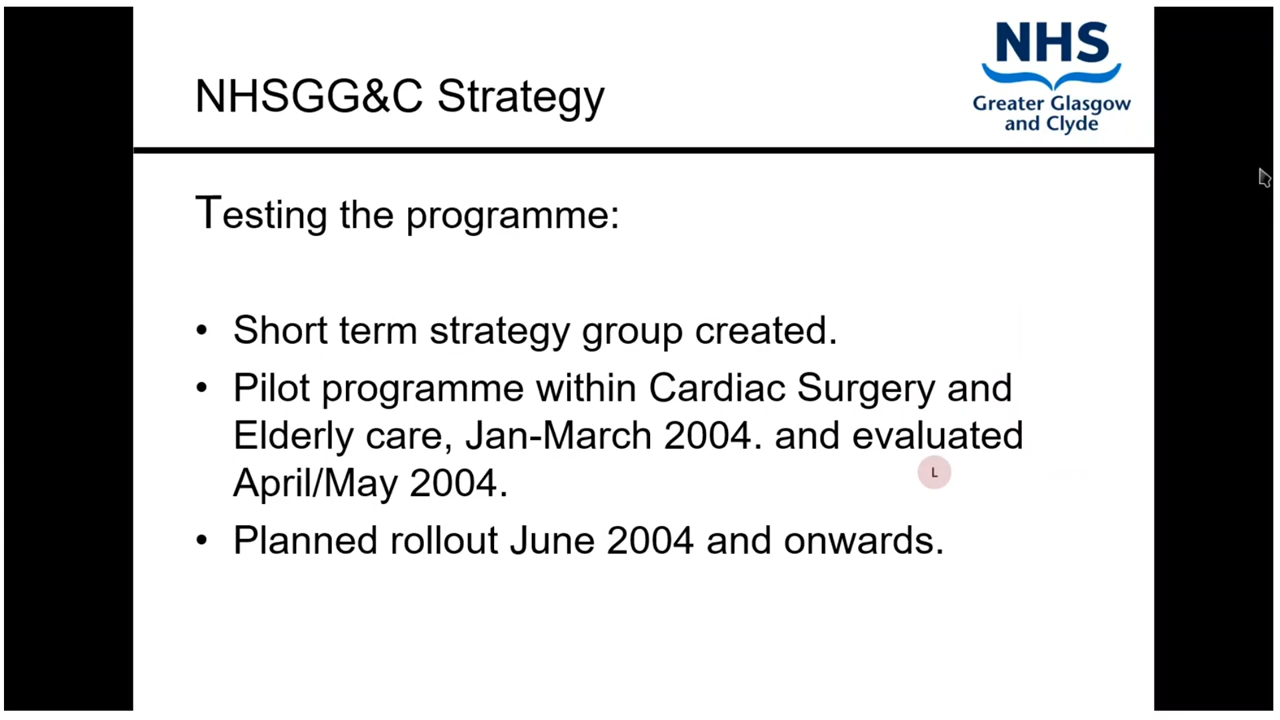 NHSGG&C Strategy
NHS
Greater Glasgow
and Clyde
Testing the programme:
• Short term strategy group created.
• Pilot programme within Cardiac Surgery and
Elderly care, Jan-March 2004. and evaluated
April/May 2004.
L
• Planned rollout June 2004 and onwards.